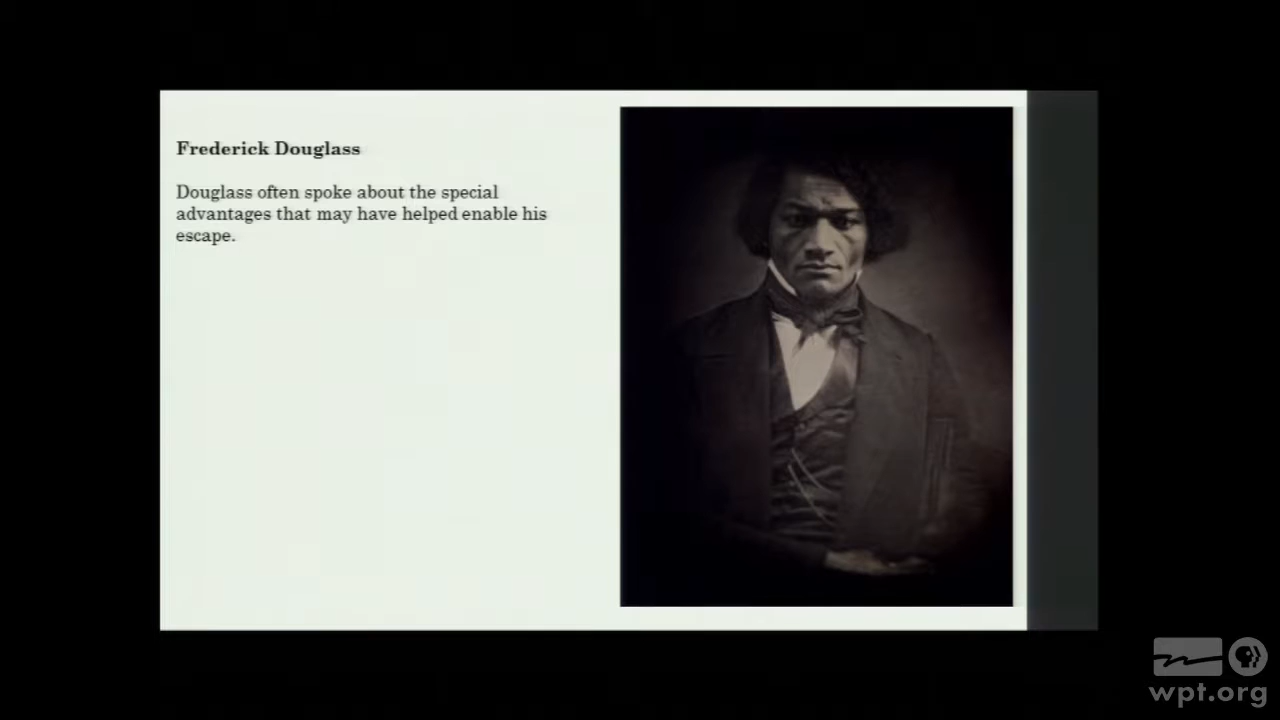 Frederick Douglass
Douglass often spoke about the special
advantages that may have helped enable his
escape.
wpt.org